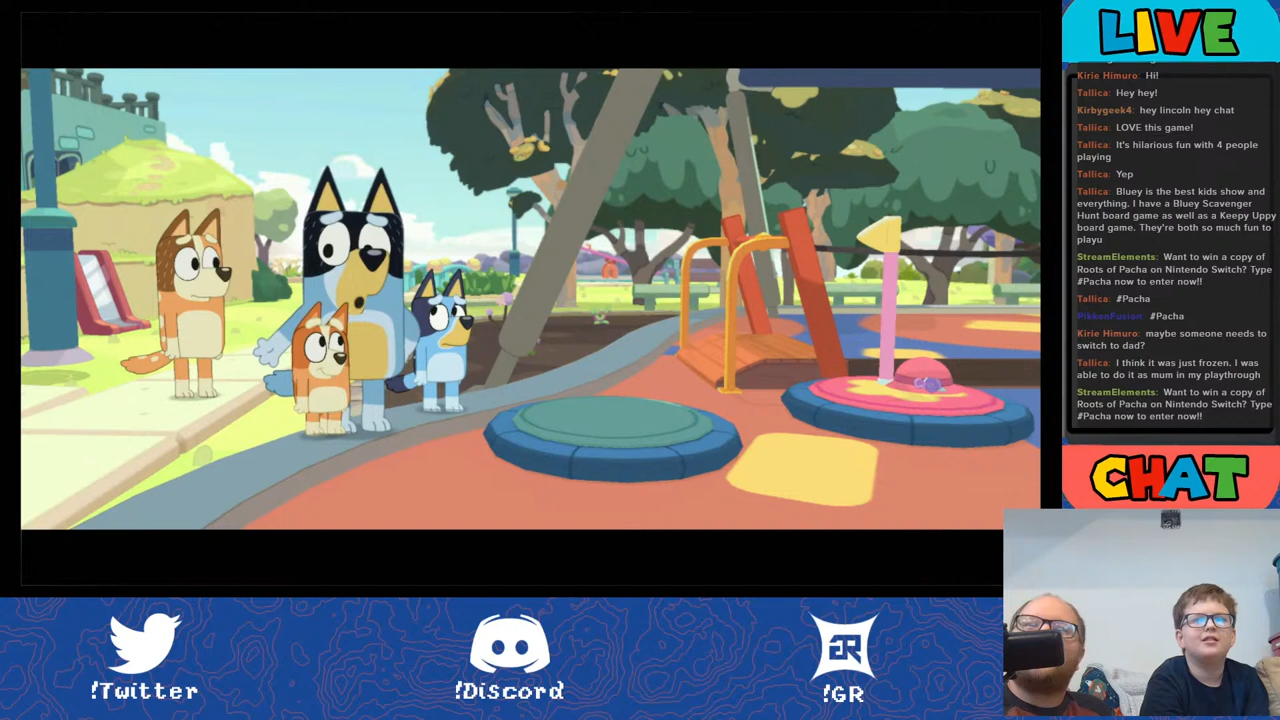 LIVE
Kirie Himuro: Hi!
Tallica: Hey hey!
Kirbygeek4: hey lincoln hey chat
Tallica: LOVE this game!
Tallica: It's hilarious fun with 4 people
playing
Tallica: Yep
Tallica: Bluey is the best kids show and
everything. I have a Bluey Scavenger
Hunt board game as well as a Keepy Uppy
board game. They're both so much fun to
playu
StreamElements: Want to win a copy of
Roots of Pacha on Nintendo Switch? Type
#Pacha now to enter now!!
Tallica: #Pacha
PikkonFusion: #Pacha
Kirie Himuro: maybe someone needs to
switch to dad?
Tallica: I think it was just frozen. I was
able to do it as mum in my playthrough
StreamElements: Want to win a copy of
Roots of Pacha on Nintendo Switch? Type
#Pacha now to enter now!!
CHAT
GR
!Twitter
!Discord
!GR